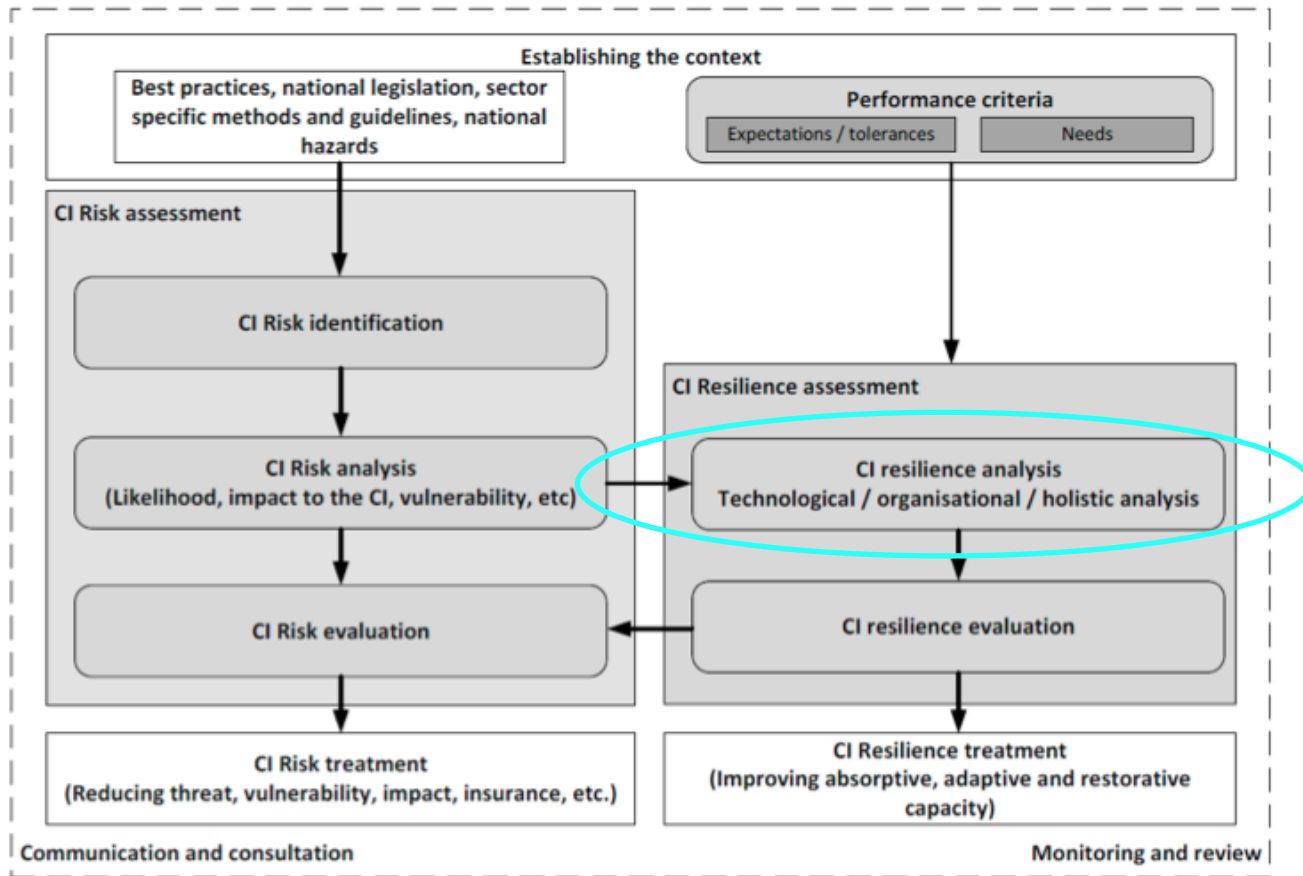 Establishing the context
Best practices, national legislation, sector
specific methods and guidelines, national
hazards
Performance criteria
Expectations / tolerances
Needs
CI Risk assessment
CI Risk identification
CI Risk analysis
(Likelihood, impact to the CI, vulnerability, etc)
CI Risk evaluation
CI Resilience assessment
CI resilience analysis
Technological / organisational / holistic analysis
CI resilience evaluation
CI Risk treatment
(Reducing threat, vulnerability, impact, insurance, etc.)
CI Resilience treatment
(Improving absorptive, adaptive and restorative
capacity)
Communication and consultation
Monitoring and review